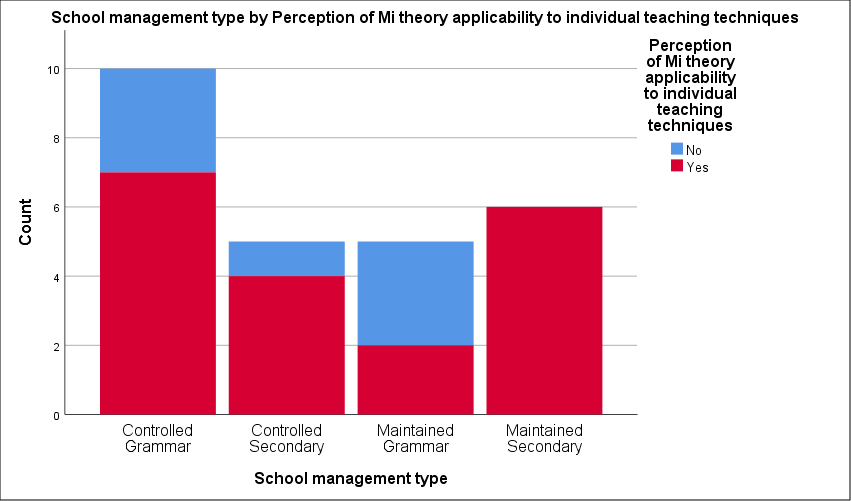 School management type by Perception of Mi theory applicability to individual teaching techniques
Perception
of Mi theory
applicability
to individual
teaching
techniques
No
Yes
10
8
6
4
2
0
Count
Controlled
Grammar
Controlled
Secondary
Maintained
Grammar
Maintained
Secondary
School management type